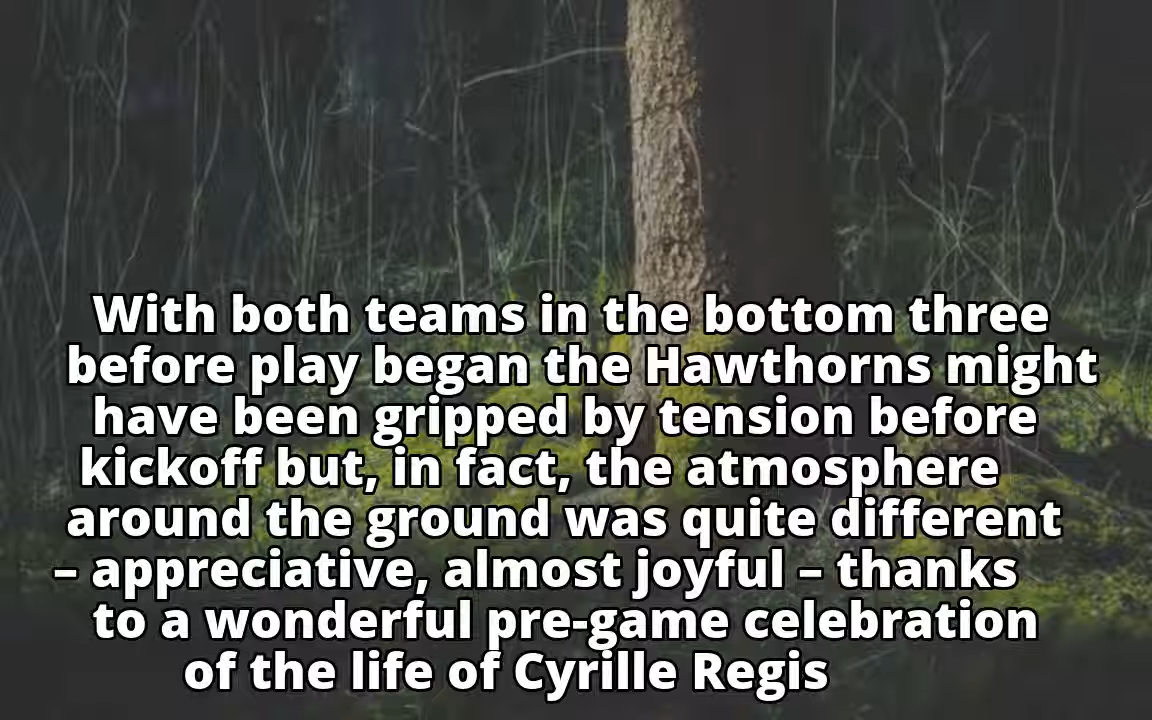 With both teams in the bottom three
before play began the Hawthorns might
have been gripped by tension before
kickoff but, in fact, the atmosphere
around the ground was quite different
– appreciative, almost joyful – thanks
to a wonderful pre-game celebration
of the life of Cyrille Regis